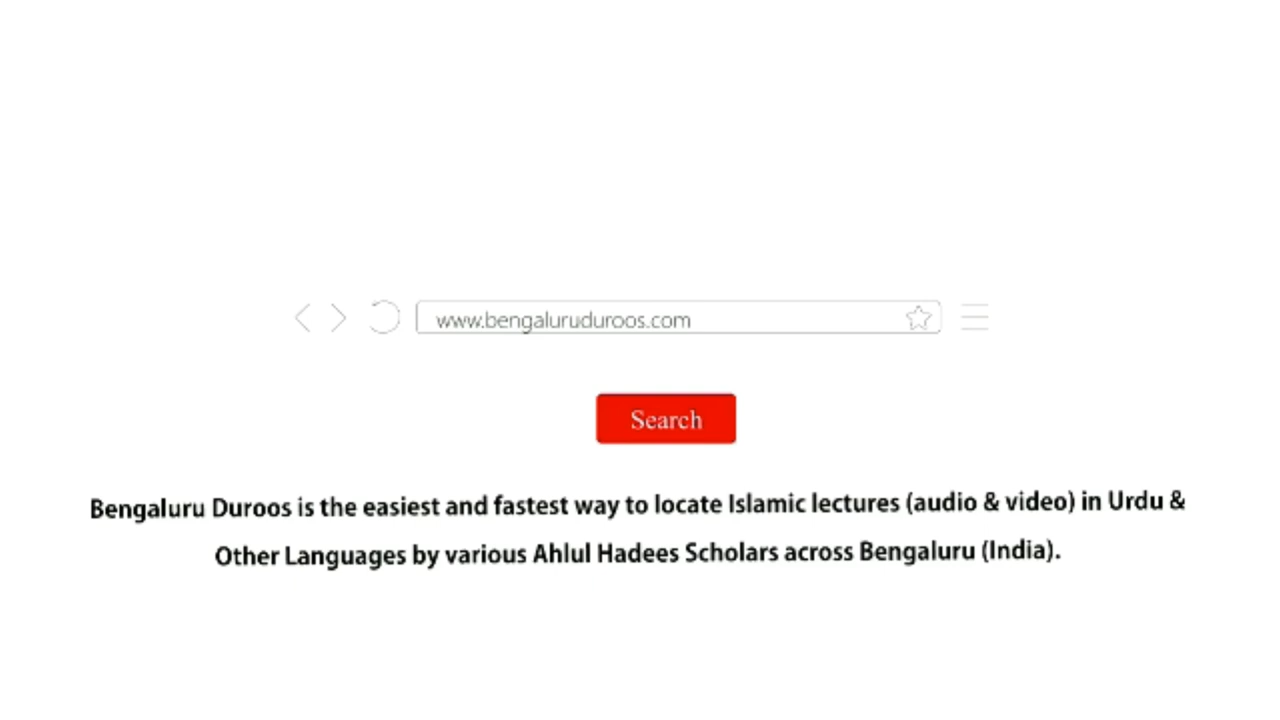 www.bengaluruduroos.com
Search
Bengaluru Duroos is the easiest and fastest way to locate Islamic lectures (audio & video) in Urdu &
Other Languages by various Ahlul Hadees Scholars across Bengaluru (India).